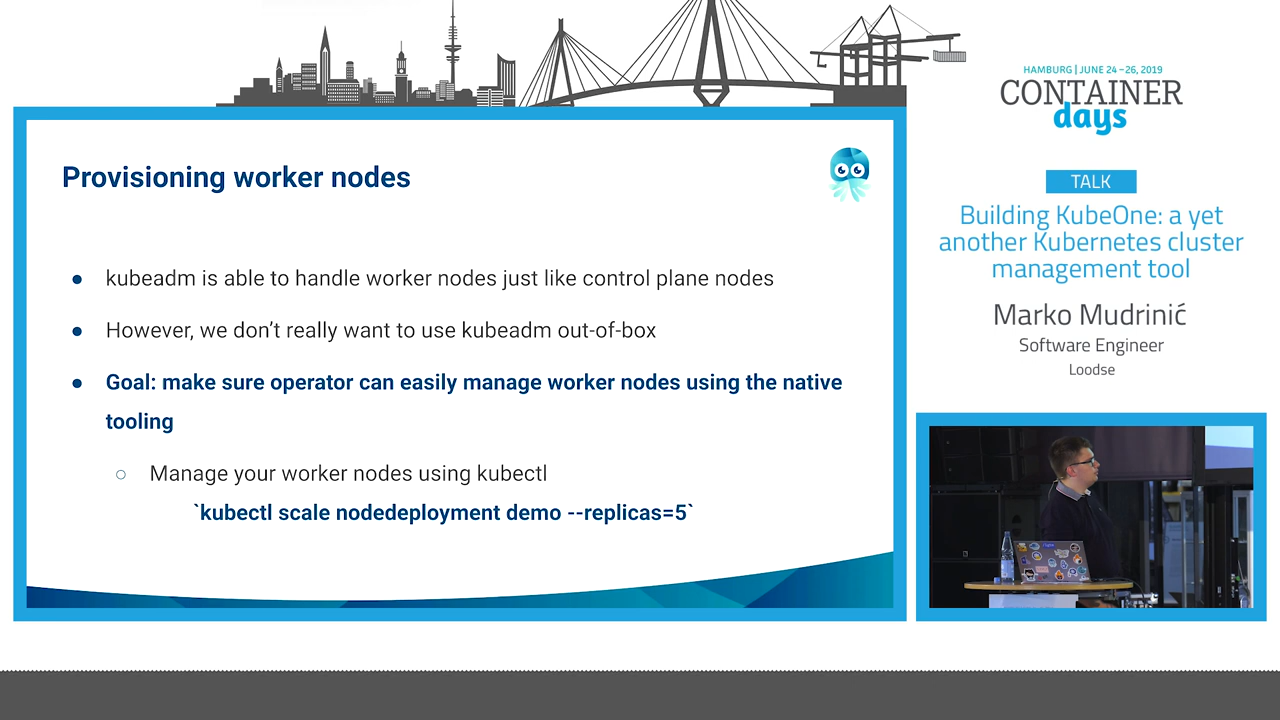 Provisioning worker nodes
● kubeadm is able to handle worker nodes just like control plane nodes
● However, we don’t really want to use kubeadm out-of-box
● Goal: make sure operator can easily manage worker nodes using the native
tooling
○ Manage your worker nodes using kubectl
`kubectl scale nodedeployment demo --replicas=5`
HAMBURG | JUNE 24 –26, 2019
CONTAINER
days
TALK
Building KubeOne: a yet
another Kubernetes cluster
management tool
Marko Mudrinić
Software Engineer
Loodse